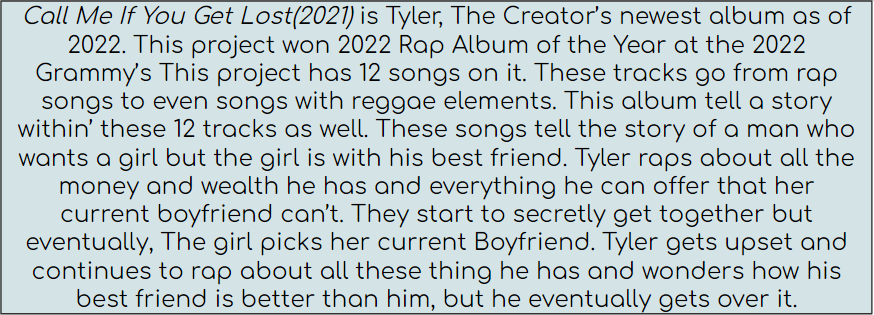 Call Me If You Get Lost(2021) is Tyler, The Creator's newest album as of
2022. This project won 2022 Rap Album of the Year at the 2022
Grammy's This project has 12 songs on it. These tracks go from rap
songs to even songs with reggae elements. This album tell a story
within' these 12 tracks as well. These songs tell the story of a man who
wants a girl but the girl is with his best friend. Tyler raps about all the
money and wealth he has and everything he can offer that her
current boyfriend can't. They start to secretly get together but
eventually, The girl picks her current Boyfriend. Tyler gets upset and
continues to rap about all these thing he has and wonders how his
best friend is better than him, but he eventually gets over it.